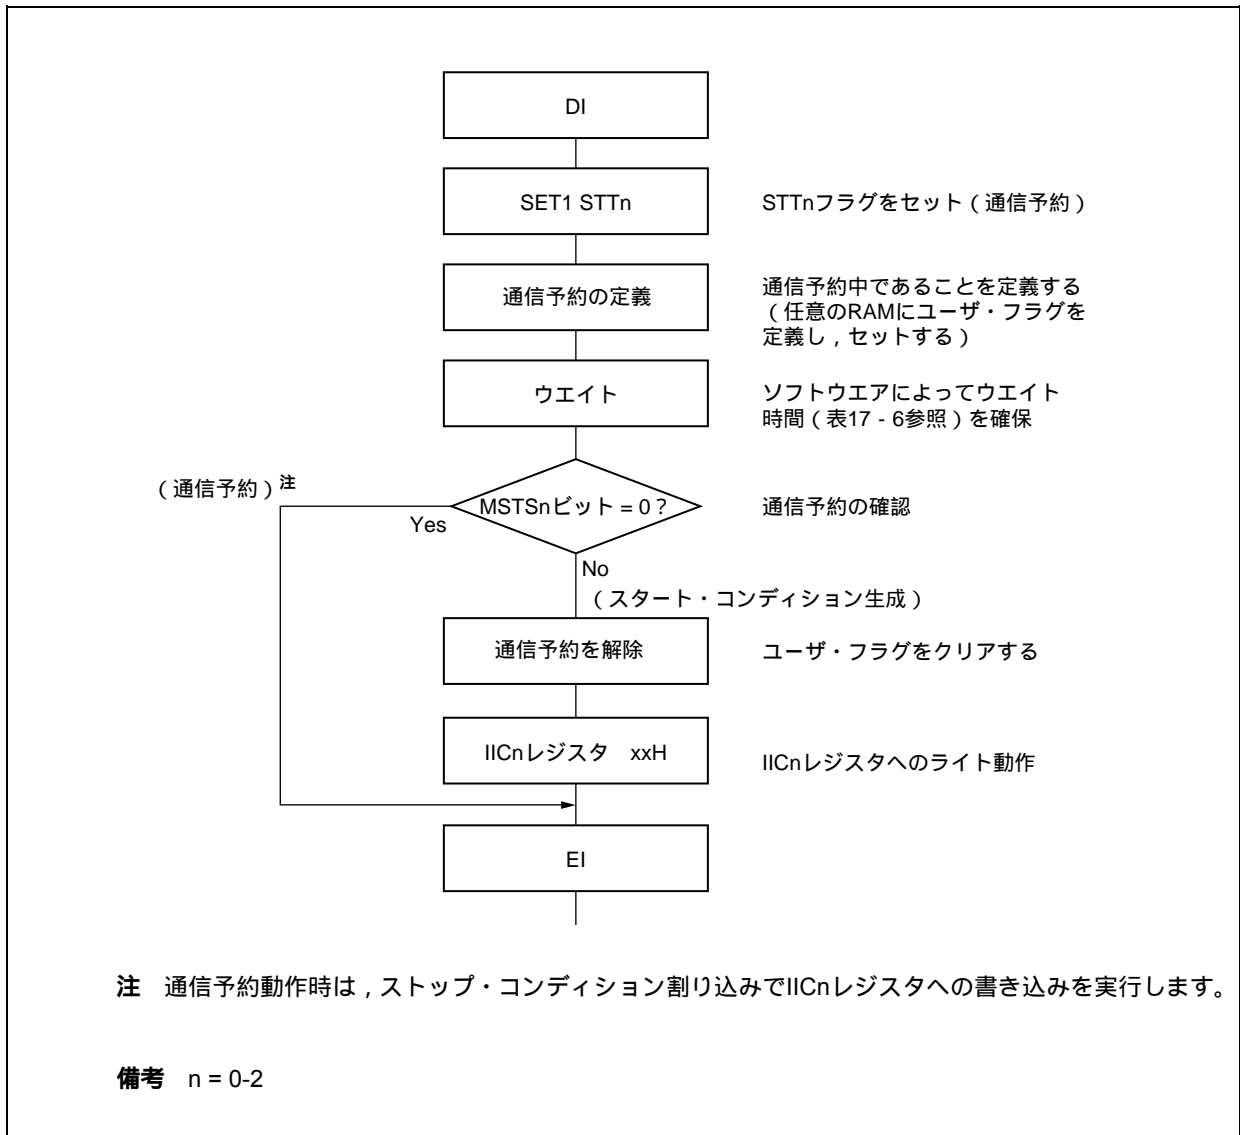 DI
SET1 STTn
STTnフラグをセット（通信予約）
通信予約の定義
通信予約中であることを定義する
（任意のRAMにユーザ・フラグを
定義し，セットする）
ウエイト
ソフトウエアによってウエイト
時間（表17 - 6参照）を確保
（通信予約）注
MSTSnビット = 0？
通信予約の確認
Yes
No
（スタート・コンディション生成）
通信予約を解除
ユーザ・フラグをクリアする
IICnレジスタ　xxH
IICnレジスタへのライト動作
EI
注　通信予約動作時は，ストップ・コンディション割り込みでIICnレジスタへの書き込みを実行します。
備考　n = 0-2